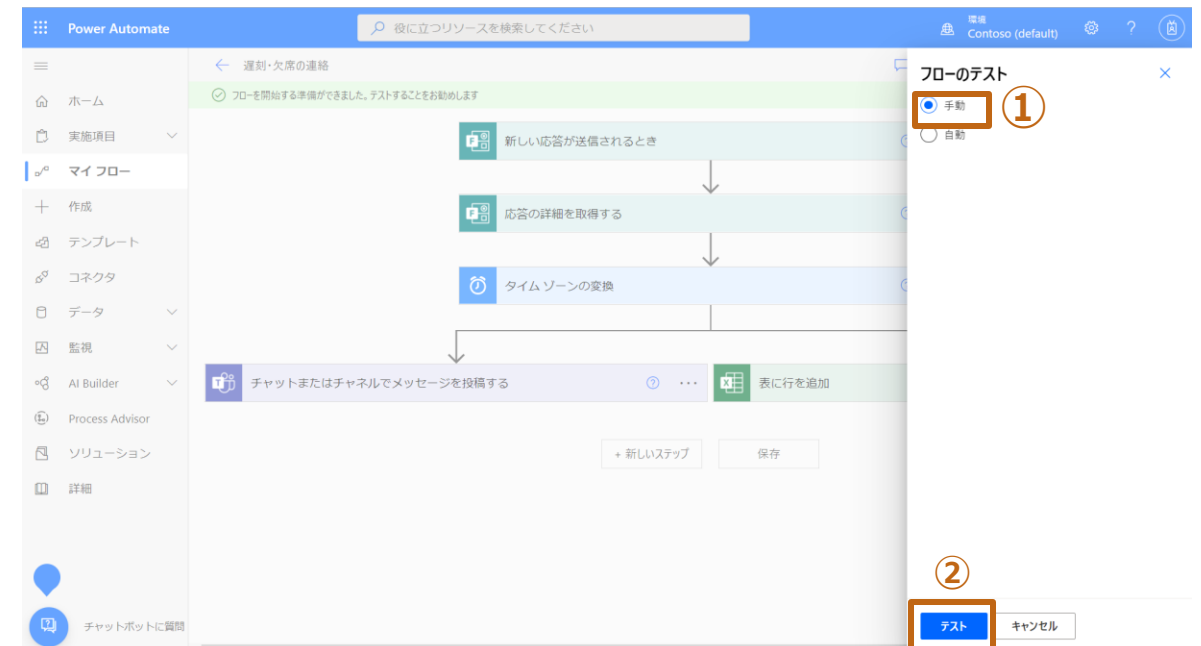 Power Automate
役に立つリソースを検索してください
環境
Contoso (default)
ホーム
実施項目
マイ フロー
作成
テンプレート
コネクタ
データ
監視
AI Builder
Process Advisor
ソリューション
詳細
チャットボットに質問
遅刻・欠席の連絡
フローを開始する準備ができました。テストすることをお勧めします
新しい応答が送信されるとき
応答の詳細を取得する
タイム ゾーンの変換
チャットまたはチャネルでメッセージを投稿する
表に行を追加
+ 新しいステップ
保存
フローのテスト
手動
①
自動
②
テスト
キャンセル